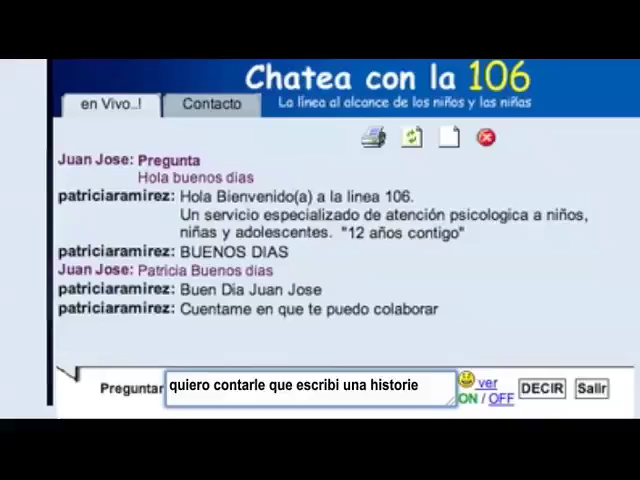 Chatea con la 106
en Vivo..! Contacto La línea al alcance de los niños y las niñas
Juan Jose: Pregunta
Hola buenos dias
patriciaramirez: Hola Bienvenido(a) a la linea 106.
Un servicio especializado de atención psicologica a niños,
niñas y adolescentes. "12 años contigo"
patriciaramirez: BUENOS DIAS
Juan Jose: Patricia Buenos dias
patriciaramirez: Buen Dia Juan Jose
patriciaramirez: Cuentame en que te puedo colaborar
Preguntar quiero contarle que escribi una historie ver DECIR Salir
ON / OFF